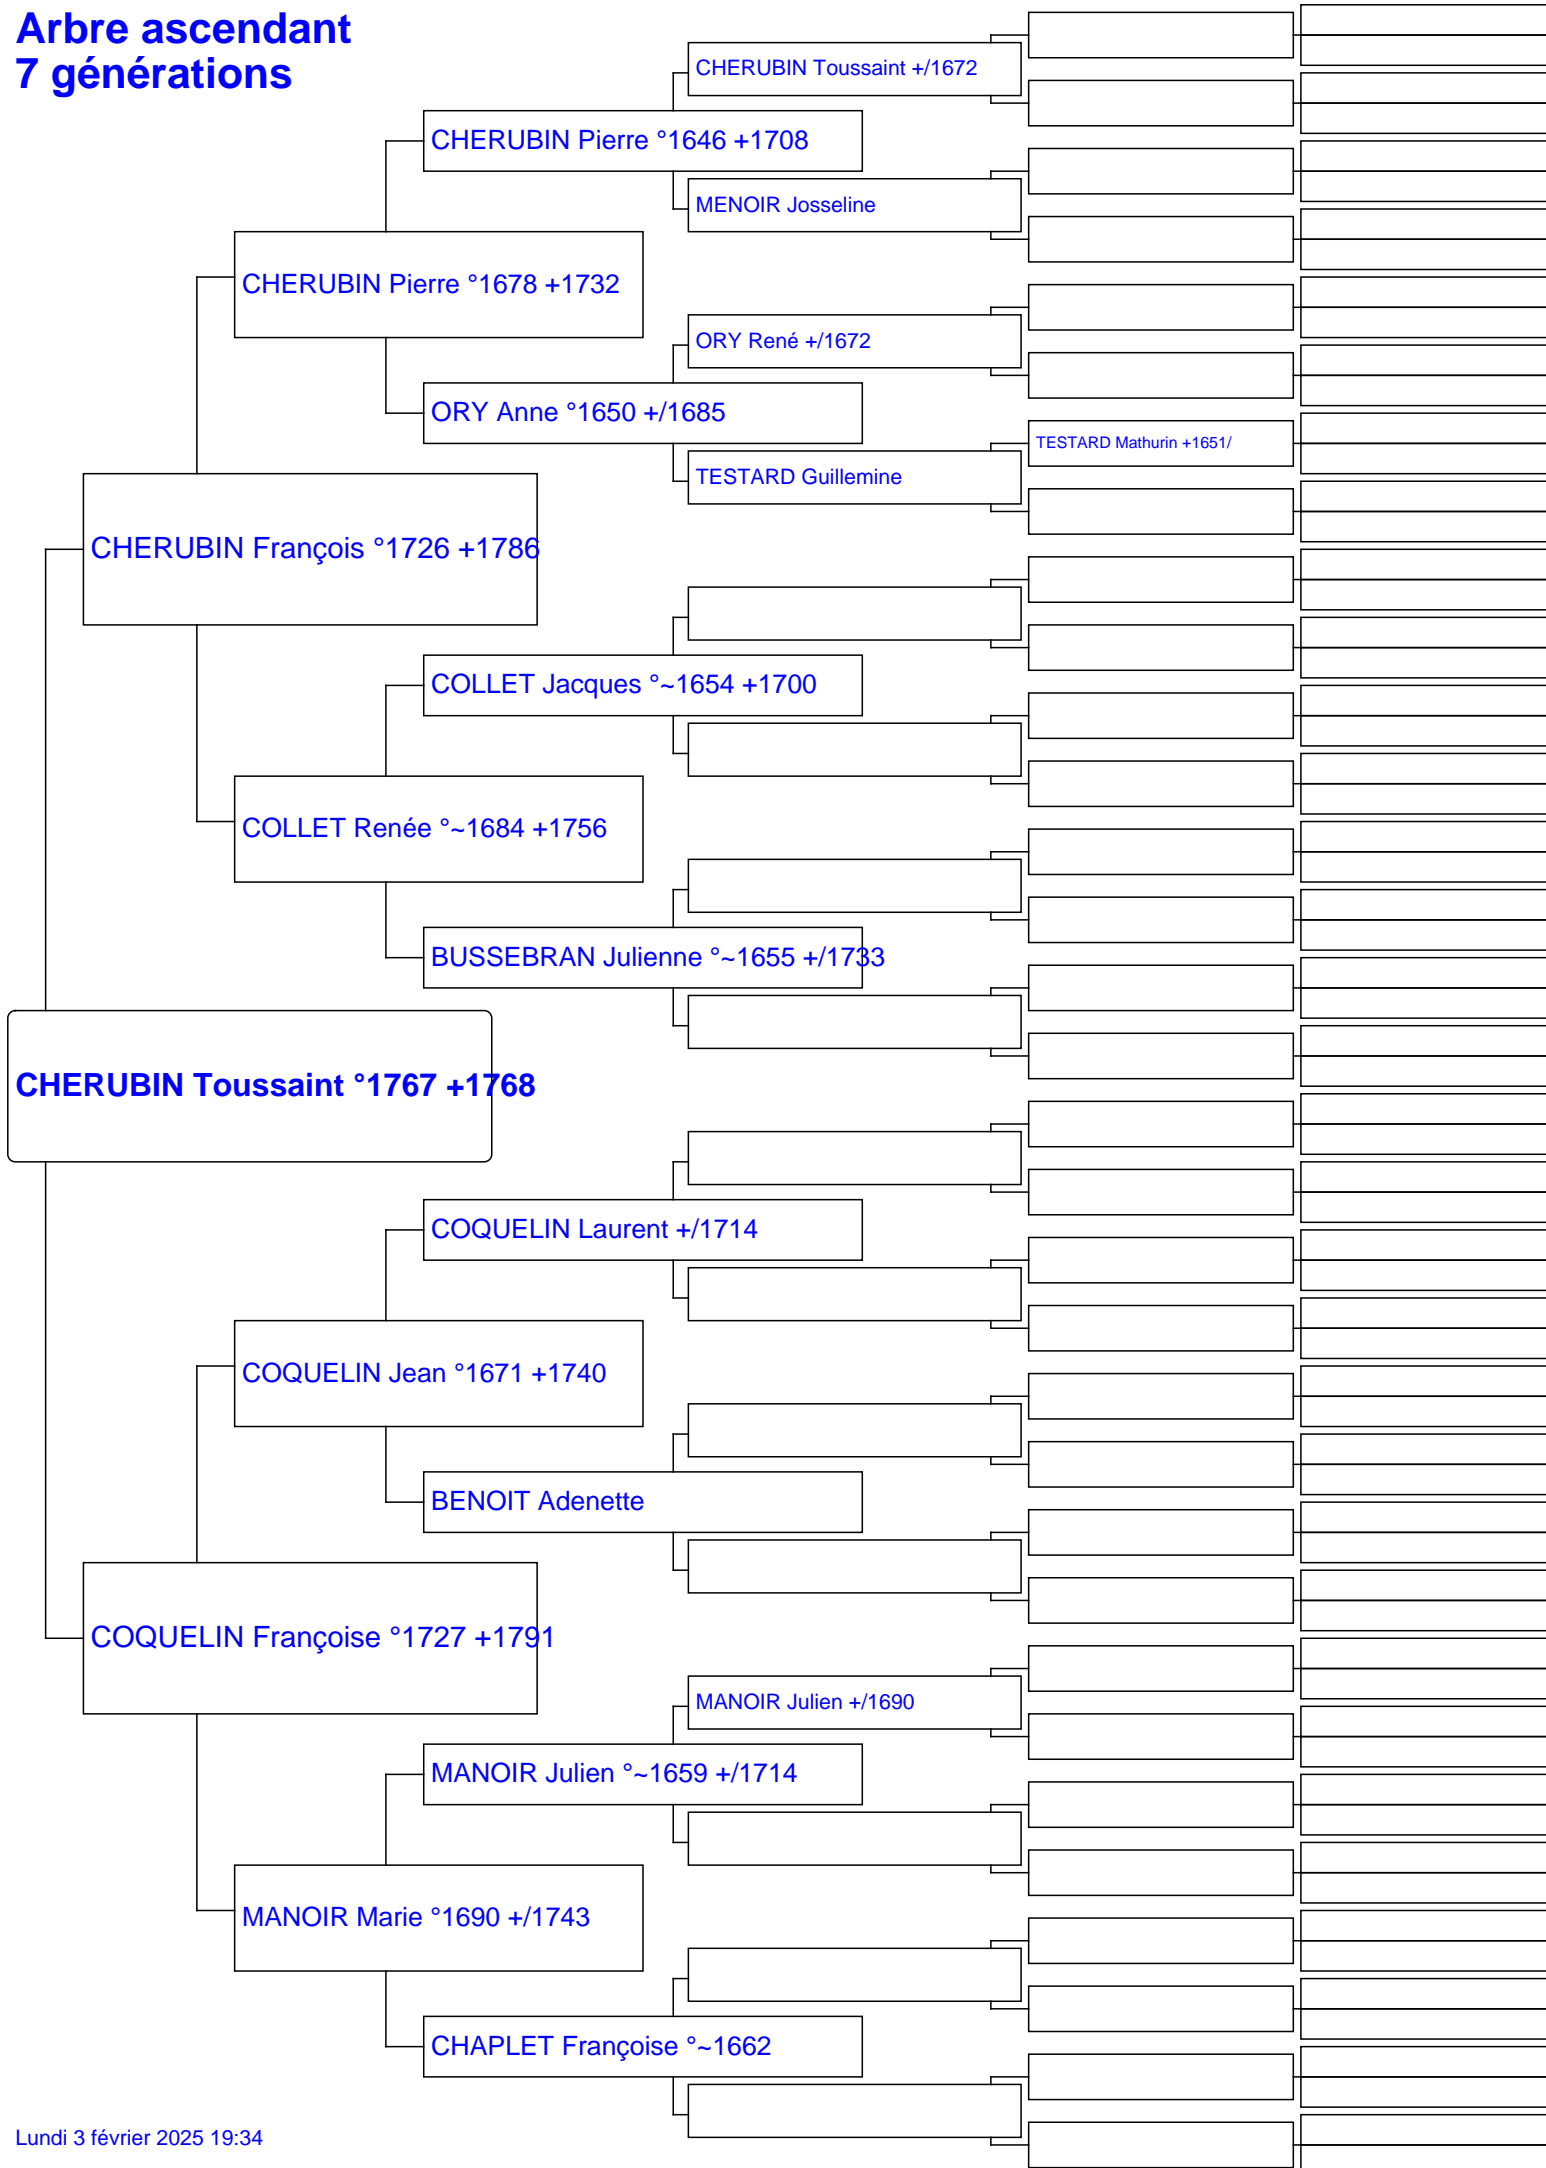 Arbre ascendant
7 générations
CHERUBIN Toussaint +/1672
CHERUBIN Pierre °1646 +1708
MENOIR Josseline
CHERUBIN Pierre °1678 +1732
ORY René +/1672
ORY Anne °1650 +/1685
TESTARD Mathurin +1651/
TESTARD Guillemine
CHERUBIN François °1726 +1786
COLLET Jacques °~1654 +1700
COLLET Renée °~1684 +1756
BUSSEBRAN Julienne °~1655 +/1733
CHERUBIN Toussaint °1767 +1768
COQUELIN Laurent +/1714
COQUELIN Jean °1671 +1740
BENOIT Adenette
COQUELIN Françoise °1727 +1791
MANOIR Julien +/1690
MANOIR Julien °~1659 +/1714
MANOIR Marie °1690 +/1743
CHAPLET Françoise °~1662
Lundi 3 février 2025 19:34